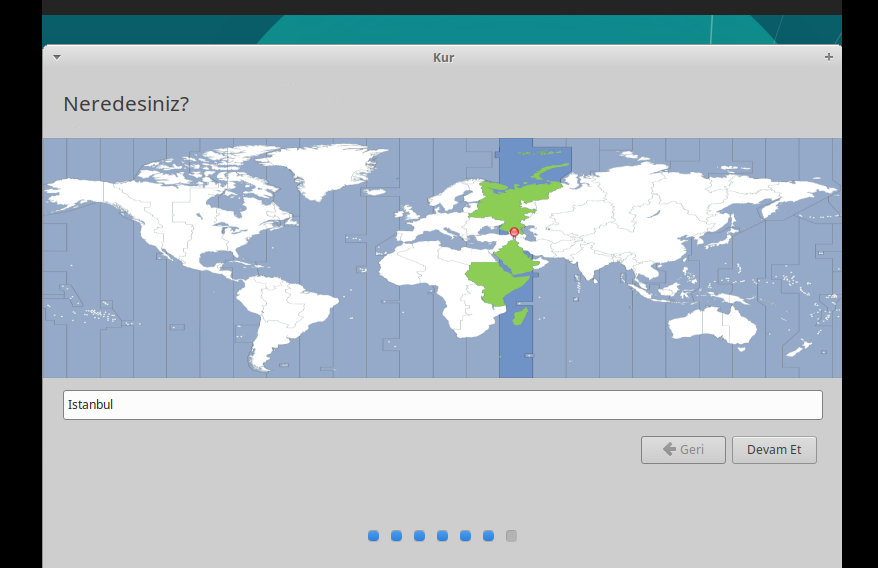 Kur
Neredesiniz?
Istanbul
Geri
Devam Et